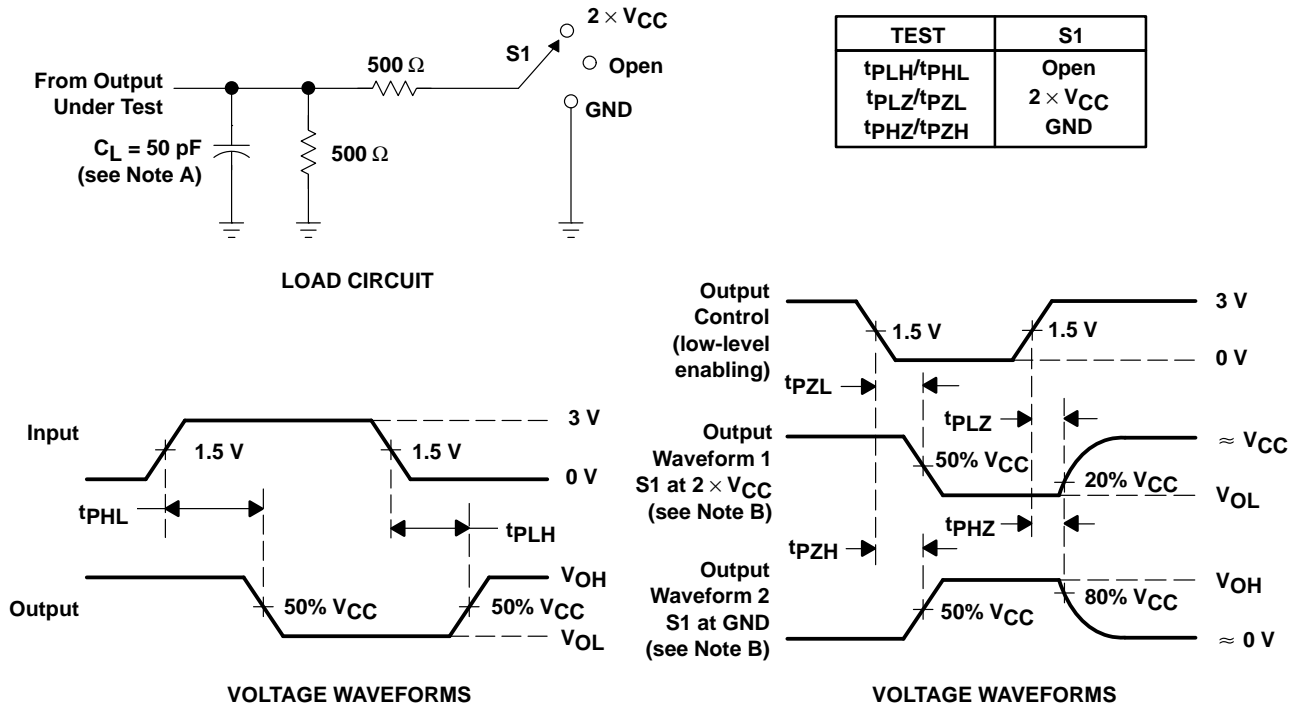 2 × VCC
S1
Open
GND
500 Ω
From Output
Under Test
CL = 50 pF
(see Note A)
500 Ω
LOAD CIRCUIT
TEST S1
tPLH/tPHL Open
tPLZ/tPZL 2 × VCC
tPHZ/tPZH GND
Input
1.5 V
1.5 V
3 V
0 V
tPHL
tPLH
Output
50% VCC
50% VCC
VOH
VOL
VOLTAGE WAVEFORMS
Output
Control
(low-level
enabling)
1.5 V
1.5 V
3 V
0 V
tPZL
tPLZ
Output
Waveform 1
S1 at 2 × VCC
(see Note B)
50% VCC
20% VCC
≈ VCC
VOL
tPZH
tPHZ
Output
Waveform 2
S1 at GND
(see Note B)
50% VCC
80% VCC
VOH
≈ 0 V
VOLTAGE WAVEFORMS